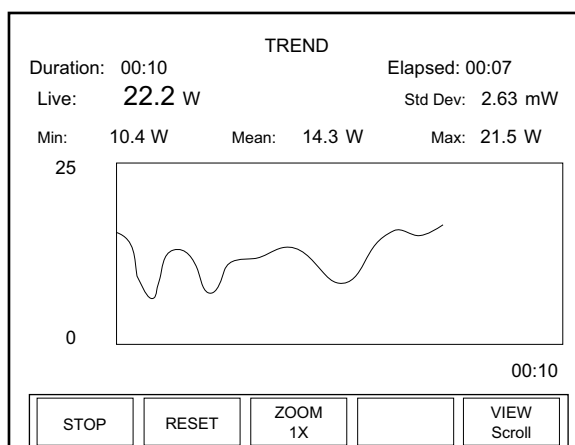 TREND
Duration: 00:10 Elapsed: 00:07
Live: 22.2 W Std Dev: 2.63 mW
Min: 10.4 W Mean: 14.3 W Max: 21.5 W
25
0
00:10
STOP RESET ZOOM 1X VIEW Scroll